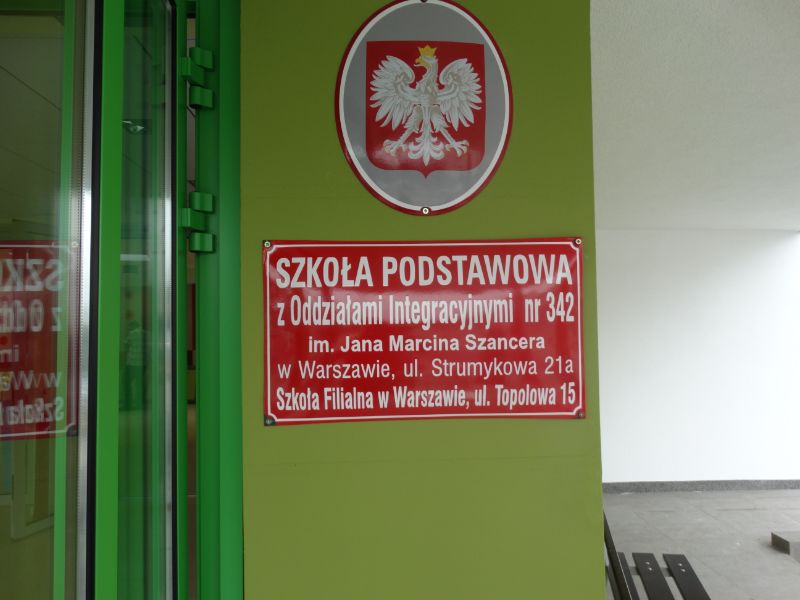 SZKOŁA PODSTAWOWA
z Oddziałami Integracyjnymi nr 342
im. Jana Marcina Szancera
w Warszawie, ul. Strumykowa 21a
Szkoła Filialna w Warszawie, ul. Topolowa 15